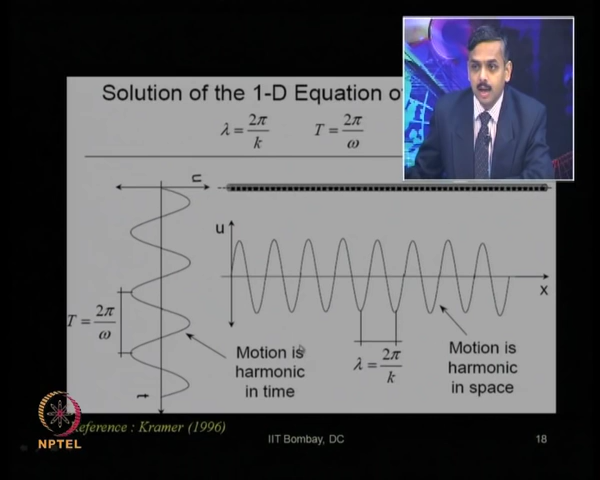 Solution of the 1-D Equation o
λ = 2π/k T = 2π/ω
u
u
x
T = 2π/ω
Motion is
harmonic
in time
λ = 2π/k
Motion is
harmonic
in space
t
eference : Kramer (1996)
NPTEL
IIT Bombay, DC
18